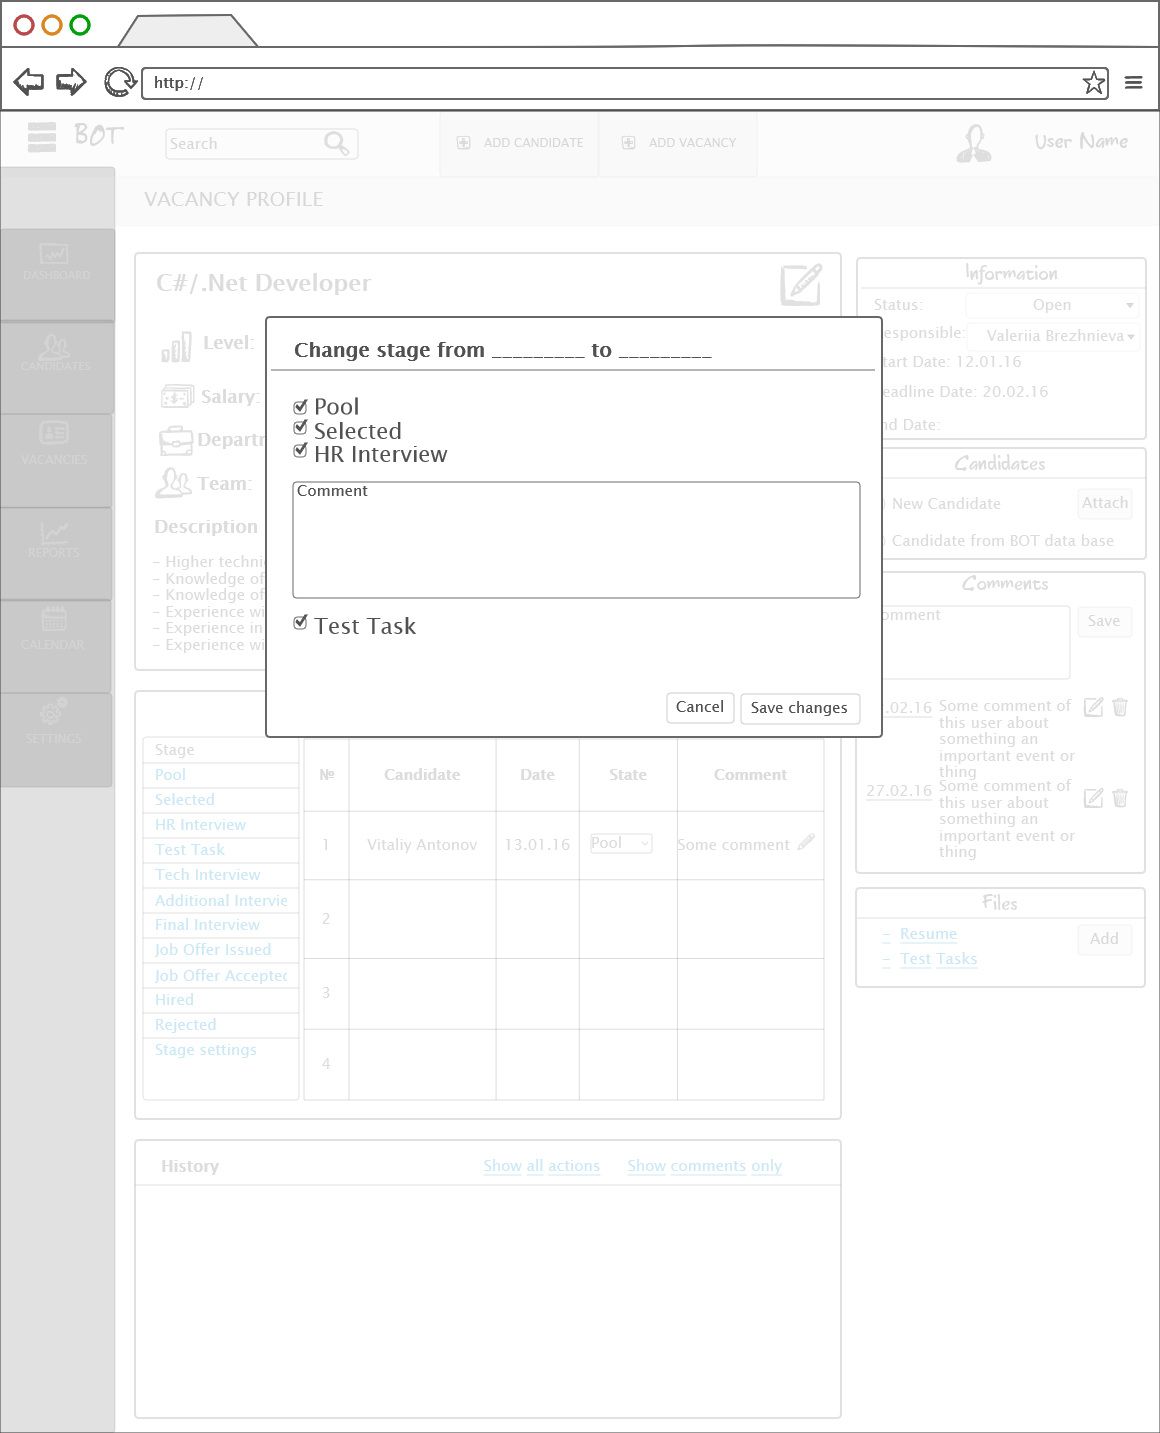 http://
BOT
Search
ADD CANDIDATE
ADD VACANCY
User Name
VACANCY PROFILE
DASHBOARD
CANDIDATES
VACANCIES
REPORTS
CALENDAR
SETTINGS
C#/.Net Developer
Level:
Salary:
Departr
Team:
Description
- Higher techni
- Knowledge of
- Knowledge of
- Experience wi
- Experience in
- Experience wi
Change stage from _________ to _________
Pool
Selected
HR Interview
Comment
Test Task
Cancel
Save changes
Information
Status:
Open
esponsible:
Valeriia Brezhnieva
tart Date: 12.01.16
eadline Date: 20.02.16
nd Date:
Candidates
New Candidate
Attach
Candidate from BOT data base
Comments
omment
Save
.02.16
Some comment of
this user about
something an
important event or
thing
27.02.16
Some comment of
this user about
something an
important event or
thing
Files
- Resume
Add
- Test Tasks
Stage
Pool
Selected
HR Interview
Test Task
Tech Interview
Additional Intervie
Final Interview
Job Offer Issued
Job Offer Accepted
Hired
Rejected
Stage settings
№ Candidate Date State Comment
1 Vitaliy Antonov 13.01.16 Pool Some comment
2
3
4
History
Show all actions
Show comments only